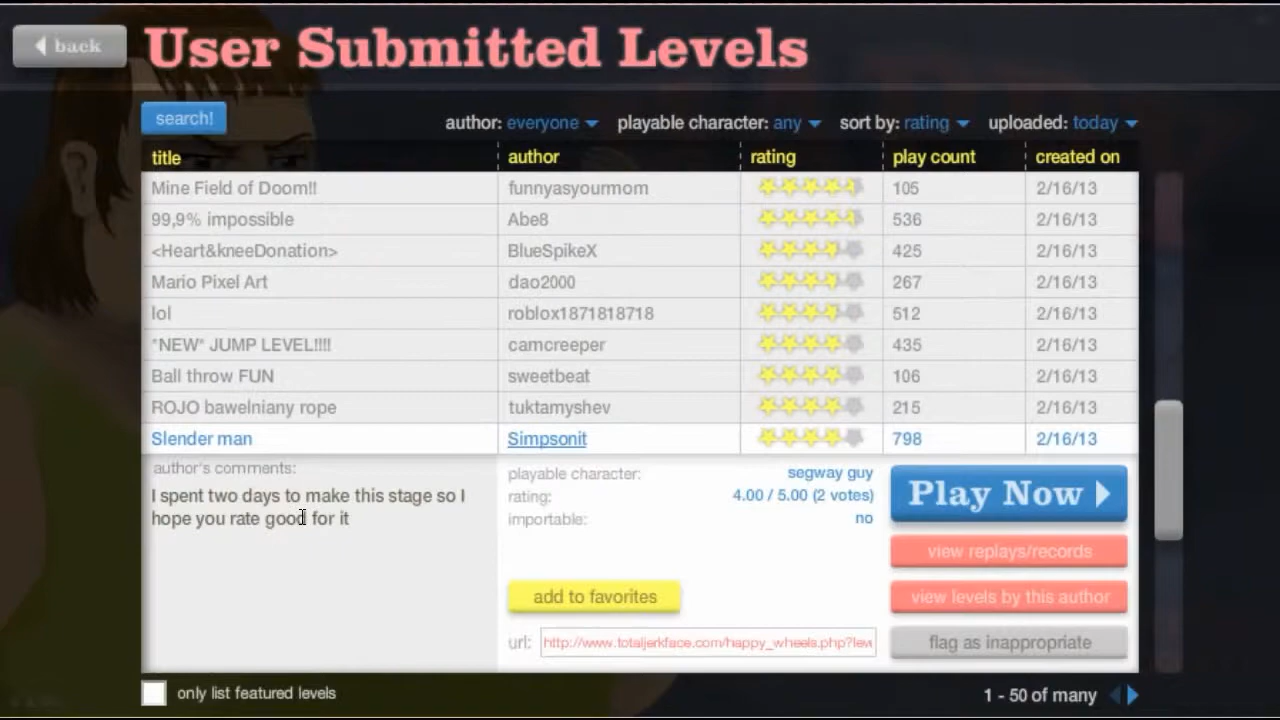 back
User Submitted Levels
search!
author: everyone playable character: any sort by: rating uploaded: today
title author rating play count created on
Mine Field of Doom!! funnyasyourmom 105 2/16/13
99,9% impossible Abe8 536 2/16/13
<Heart&kneeDonation> BlueSpikeX 425 2/16/13
Mario Pixel Art dao2000 267 2/16/13
lol roblox1871818718 512 2/16/13
*NEW* JUMP LEVEL!!!! camcreeper 435 2/16/13
Ball throw FUN sweetbeat 106 2/16/13
ROJO bawelniany rope tuktamyshev 215 2/16/13
Slender man Simpsonit 798 2/16/13
author's comments:
I spent two days to make this stage so I
hope you rate good for it
playable character: segway guy
rating: 4.00 / 5.00 (2 votes)
importable: no
add to favorites
url: http://www.totaljerkface.com/happy_wheels.php?lev
Play Now
view replays/records
view levels by this author
flag as inappropriate
only list featured levels
1 - 50 of many